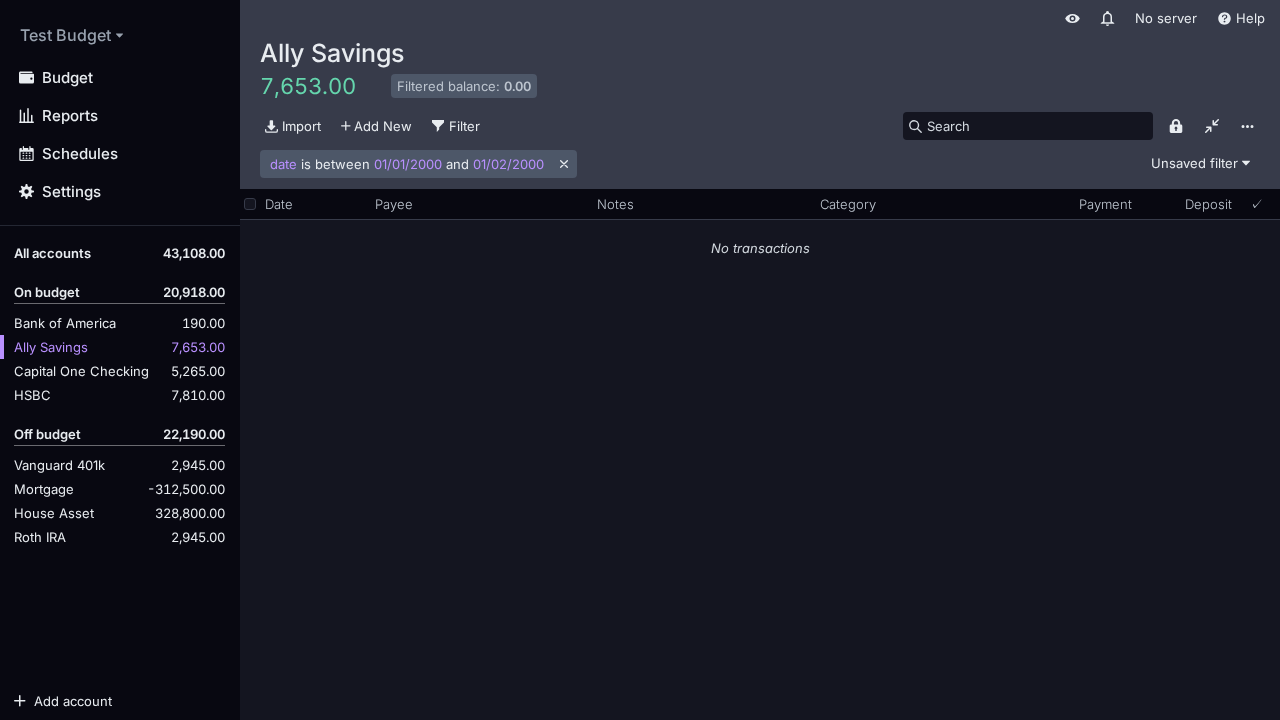 Test Budget
Budget
Reports
Schedules
Settings
All accounts 43,108.00
On budget 20,918.00
Bank of America 190.00
Ally Savings 7,653.00
Capital One Checking 5,265.00
HSBC 7,810.00
Off budget 22,190.00
Vanguard 401k 2,945.00
Mortgage -312,500.00
House Asset 328,800.00
Roth IRA 2,945.00
Add account
No server Help
Ally Savings
7,653.00 Filtered balance: 0.00
Import Add New Filter Search
date is between 01/01/2000 and 01/02/2000 Unsaved filter
Date Payee Notes Category Payment Deposit ✓
No transactions